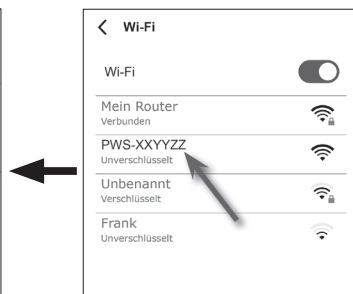 Wi-Fi
Wi-Fi
Mein Router
Verbunden
PWS-XXYYZZ
Unverschlüsselt
Unbenannt
Verschlüsselt
Frank
Unverschlüsselt